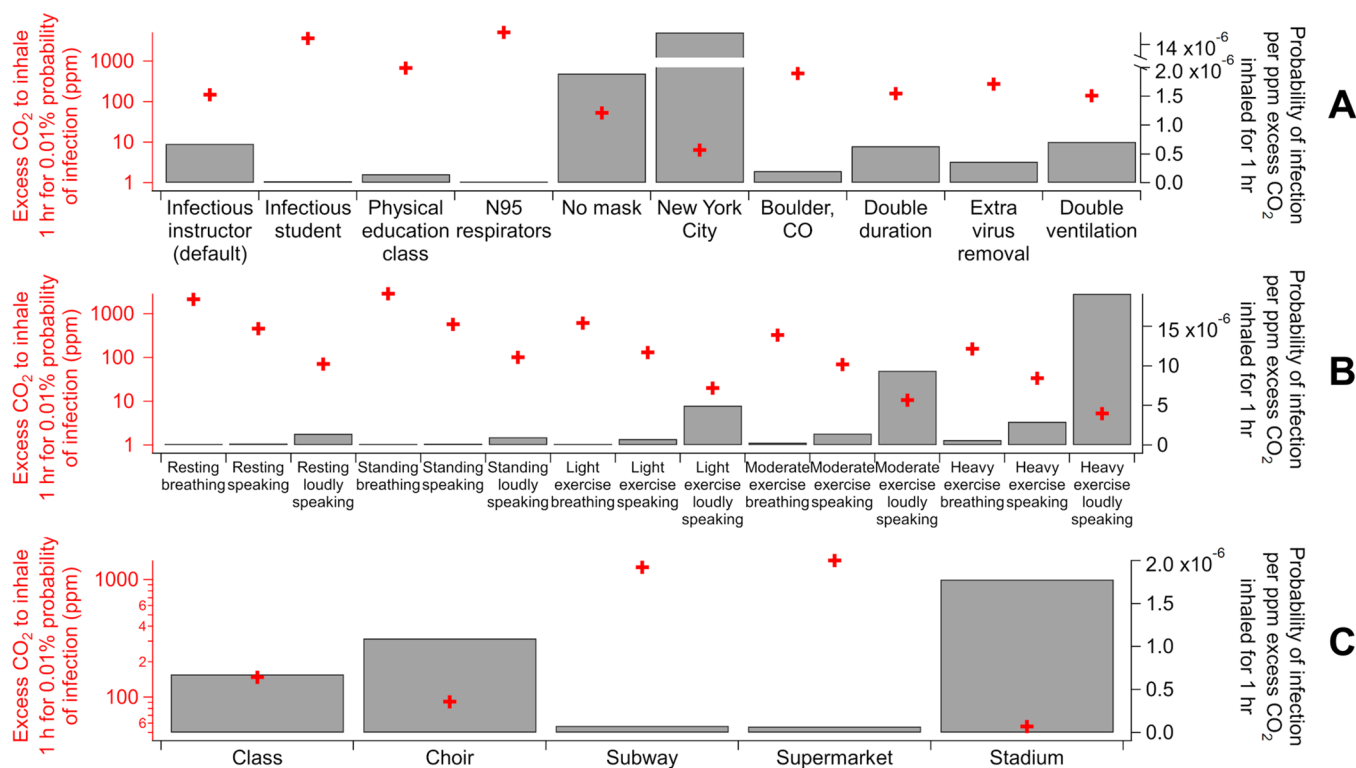 Excess CO2 to inhale
1 hr for 0.01% probability
of infection (ppm)
1000
100
10
1
14 x10-6
2.0 x10-6
1.5
1.0
0.5
0.0
Probability of infection
per ppm excess CO2
inhaled for 1 hr
A
Infectious instructor (default)
Infectious student
Physical education class
N95 respirators
No mask
New York City
Boulder, CO
Double duration
Extra virus removal
Double ventilation
Excess CO2 to inhale
1 hr for 0.01% probability
of infection (ppm)
1000
100
10
1
15 x10-6
10
5
0
Probability of infection
per ppm excess CO2
inhaled for 1 hr
B
Resting breathing
Resting speaking
Resting loudly speaking
Standing breathing
Standing speaking
Standing loudly speaking
Light exercise breathing
Light exercise speaking
Light exercise loudly speaking
Moderate exercise breathing
Moderate exercise speaking
Moderate exercise loudly speaking
Heavy exercise breathing
Heavy exercise speaking
Heavy exercise loudly speaking
Excess CO2 to inhale
1 h for 0.01% probability
of infection (ppm)
1000
6
4
2
100
6
2.0 x10-6
1.5
1.0
0.5
0.0
Probability of infection
per ppm excess CO2
inhaled for 1 hr
C
Class
Choir
Subway
Supermarket
Stadium